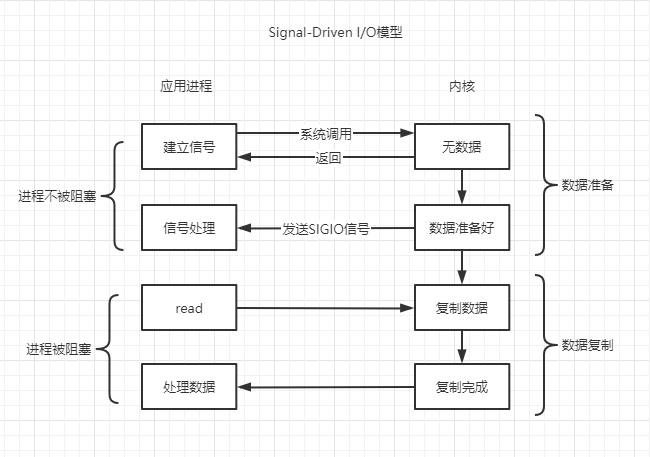 Signal-Driven I/O模型
应用进程
内核
建立信号
系统调用
返回
无数据
进程不被阻塞
数据准备
信号处理
发送SIGIO信号
数据准备好
read
复制数据
进程被阻塞
数据复制
处理数据
复制完成